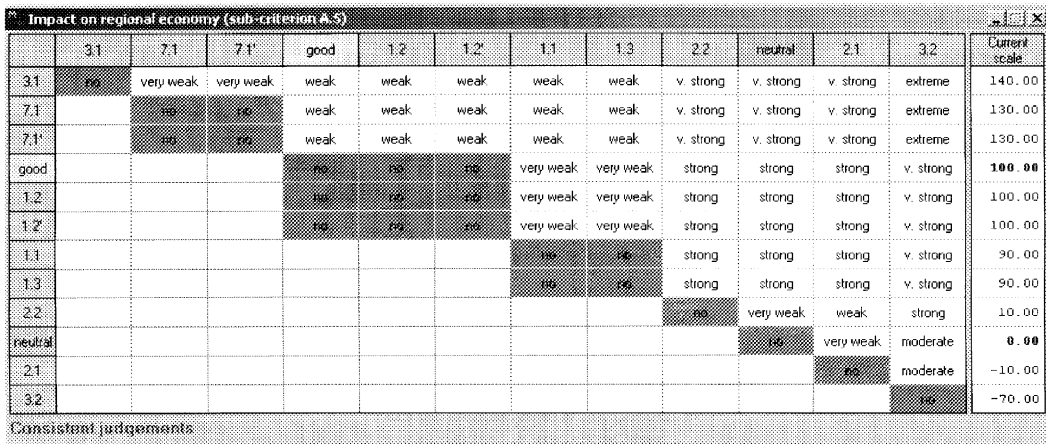 Impact on regional economy (sub-criterion A.5)
3.1 7.1 7.1' good 1.2 1.2' 1.1 1.3 2.2 neutral 2.1 3.2 Current scale
3.1 no very weak very weak weak weak weak weak weak v. strong v. strong v. strong extreme 140.00
7.1 no no weak weak weak weak weak v. strong v. strong v. strong extreme 130.00
7.1' no no weak weak weak weak weak v. strong v. strong v. strong extreme 130.00
good no no no very weak very weak strong strong strong v. strong 100.00
1.2 no no no very weak very weak strong strong strong v. strong 100.00
1.2' no no no very weak very weak strong strong strong v. strong 100.00
1.1 no no strong strong strong v. strong 90.00
1.3 no no strong strong strong v. strong 90.00
2.2 no very weak weak strong 10.00
neutral no very weak moderate 0.00
2.1 no moderate -10.00
3.2 no -70.00
Consistent judgements